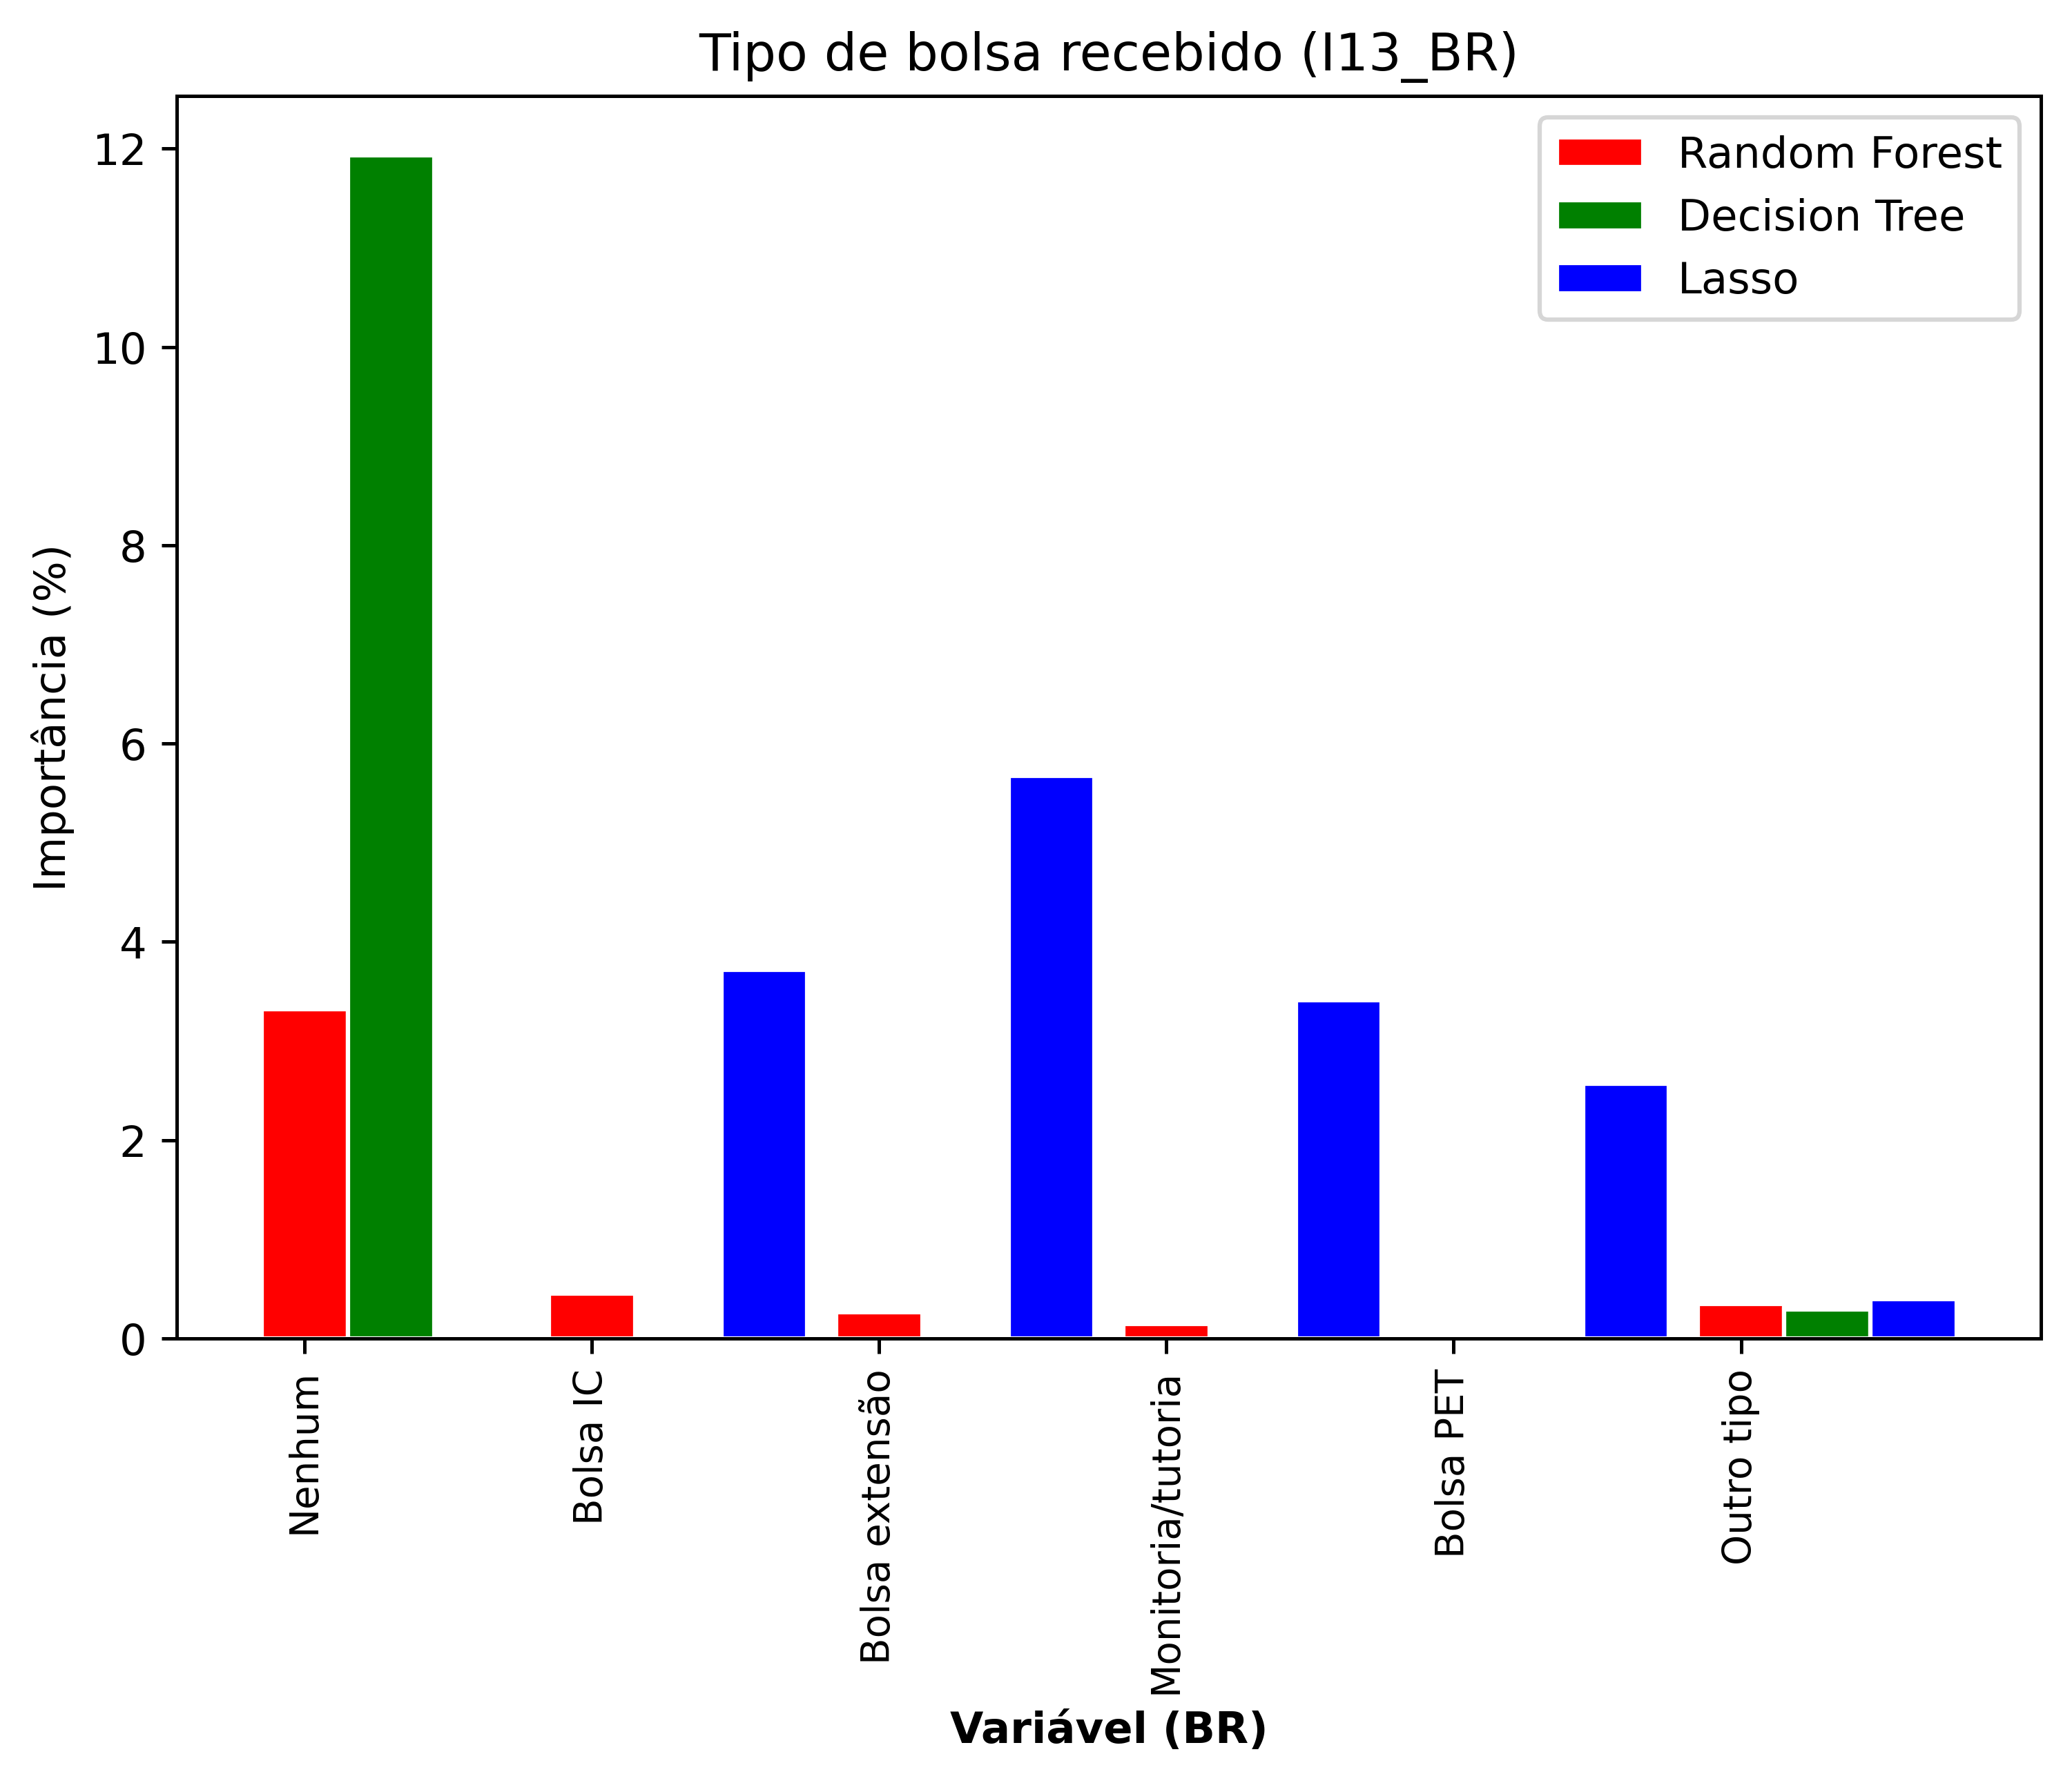 Tipo de bolsa recebido (I13_BR)
Random Forest
Decision Tree
Lasso
Importância (%)
12
10
8
6
4
2
0
Nenhum
Bolsa IC
Bolsa extensão
Monitoria/tutoria
Bolsa PET
Outro tipo
Variável (BR)